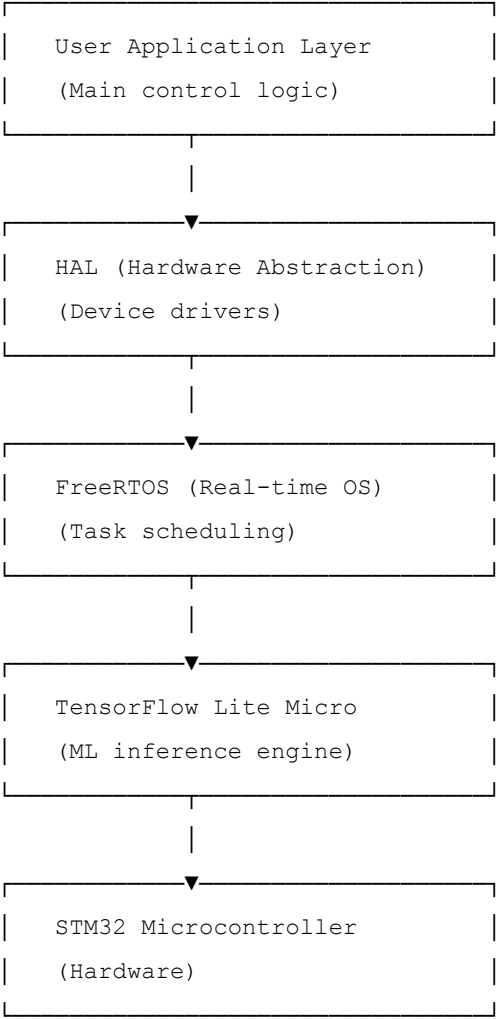 User Application Layer
(Main control logic)
HAL (Hardware Abstraction)
(Device drivers)
FreeRTOS (Real-time OS)
(Task scheduling)
TensorFlow Lite Micro
(ML inference engine)
STM32 Microcontroller
(Hardware)